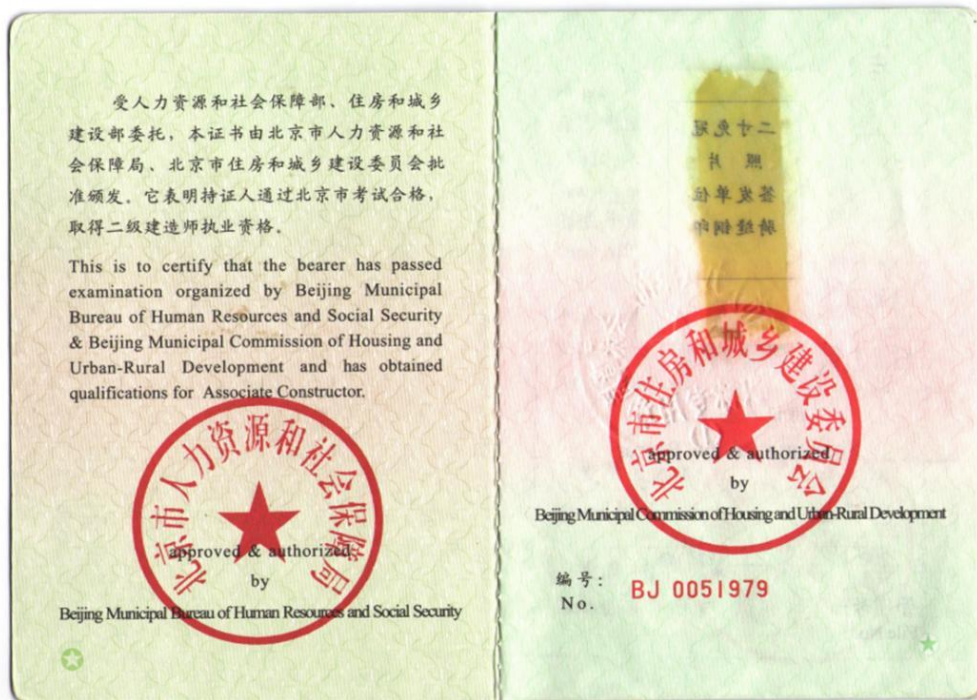 受人力资源和社会保障部、住房和城乡
建设部委托，本证书由北京市人力资源和社
会保障局、北京市住房和城乡建设委员会批
准颁发。它表明持证人通过北京市考试合格，
取得二级建造师执业资格。
This is to certify that the bearer has passed
examination organized by Beijing Municipal
Bureau of Human Resources and Social Security
& Beijing Municipal Commission of Housing and
Urban-Rural Development and has obtained
qualifications for Associate Constructor.
北京市人力资源和社会保障局
approved & authorized
by
Beijing Municipal Bureau of Human Resources and Social Security
二寸免冠
照片
签发单位
骑缝钢印
北京市住房和城乡建设委员会
approved & authorized
by
Beijing Municipal Commission of Housing and Urban-Rural Development
编号：
No.
BJ 0051979